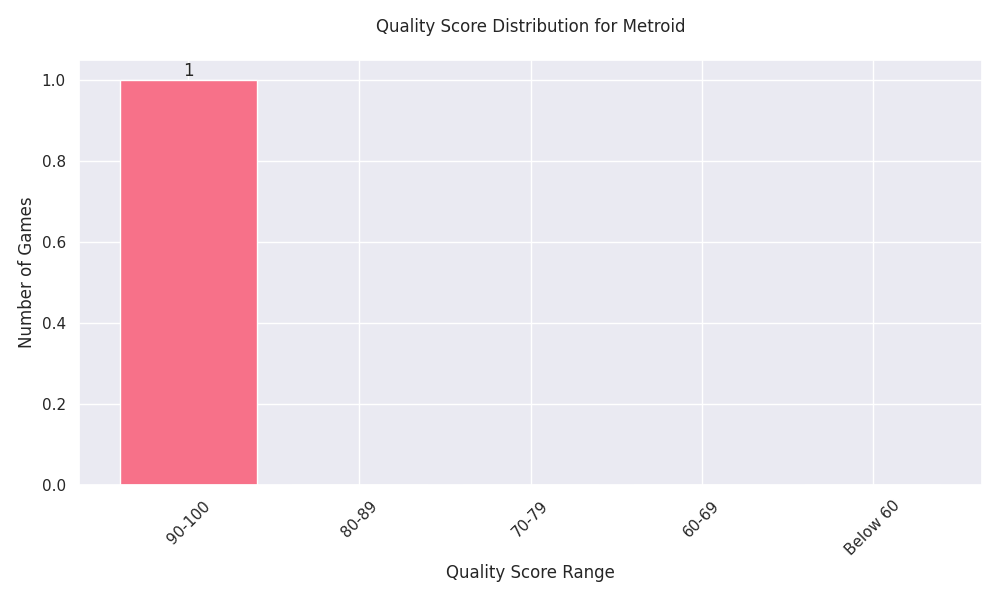 Quality Score Distribution for Metroid
1
1.0
0.8
0.6
0.4
0.2
0.0
Number of Games
90-100
80-89
70-79
60-69
Below 60
Quality Score Range